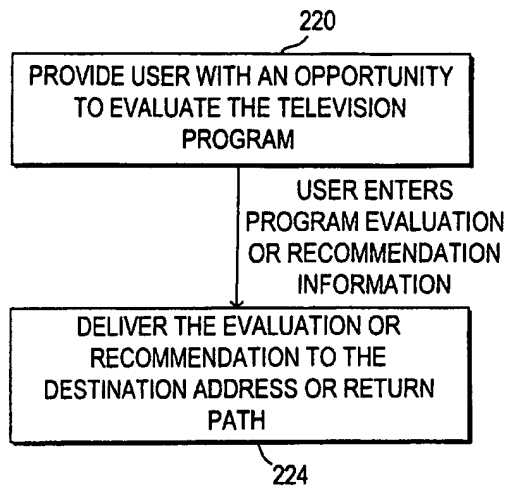 220
PROVIDE USER WITH AN OPPORTUNITY
TO EVALUATE THE TELEVISION
PROGRAM
USER ENTERS
PROGRAM EVALUATION
OR RECOMMENDATION
INFORMATION
DELIVER THE EVALUATION OR
RECOMMENDATION TO THE
DESTINATION ADDRESS OR RETURN
PATH
224